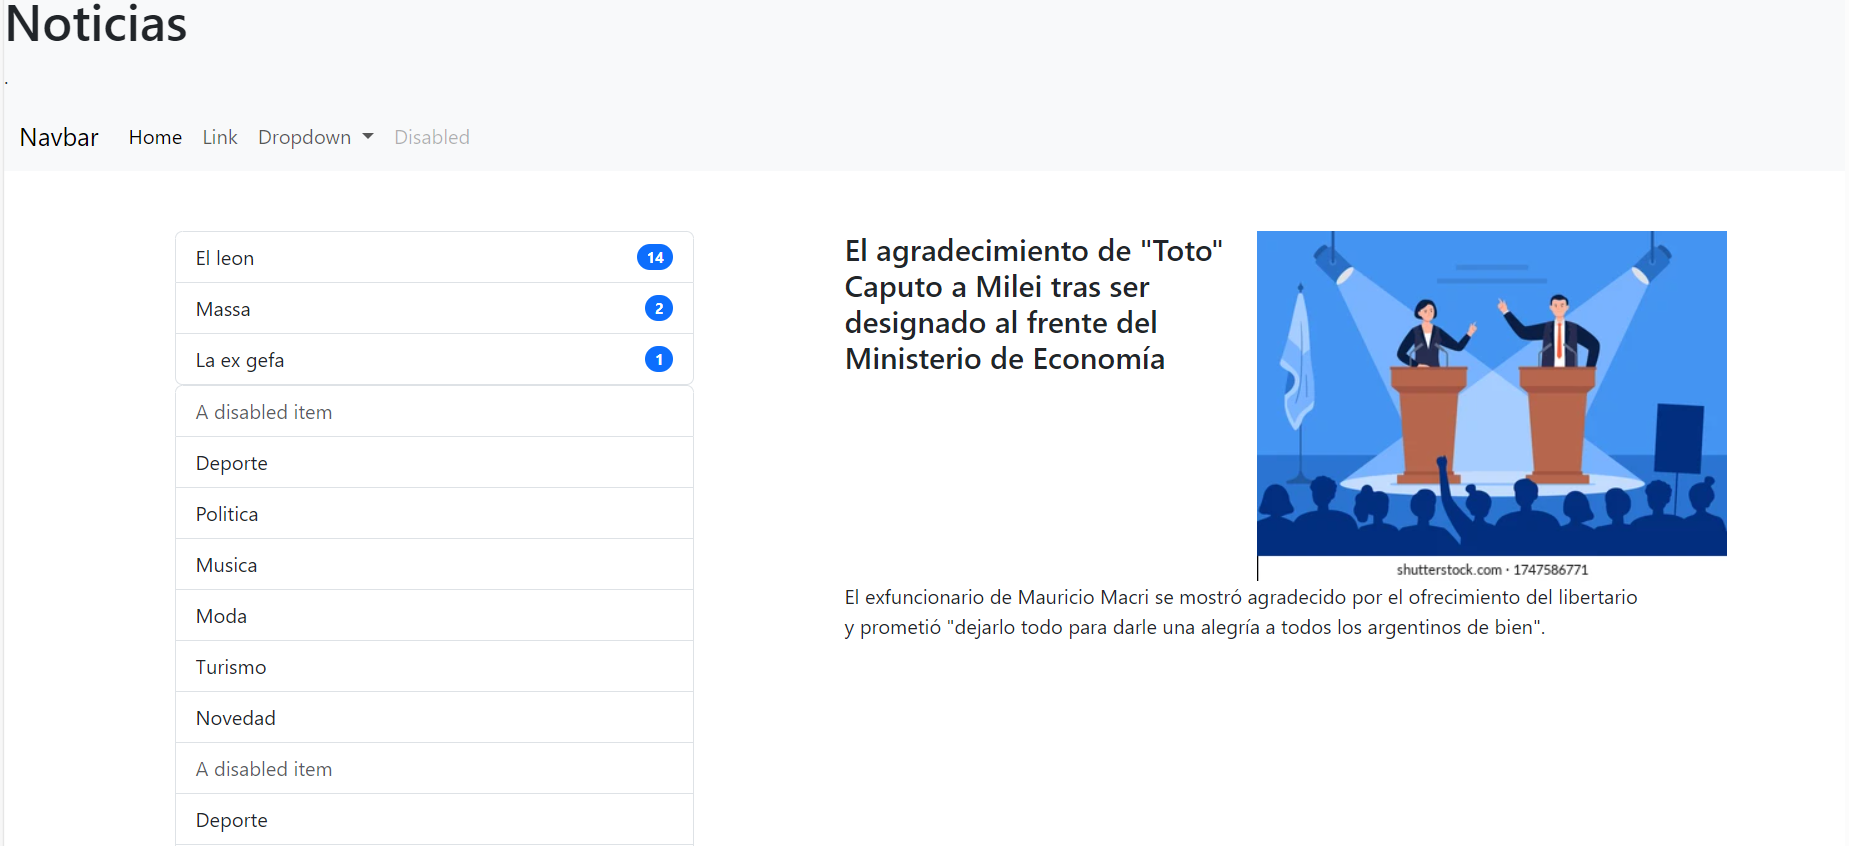 Noticias
.
Navbar Home Link Dropdown Disabled
El leon 14
Massa 2
La ex gefa 1
A disabled item
Deporte
Politica
Musica
Moda
Turismo
Novedad
A disabled item
Deporte
El agradecimiento de "Toto"
Caputo a Milei tras ser
designado al frente del
Ministerio de Economía
shutterstock.com · 1747586771
El exfuncionario de Mauricio Macri se mostró agradecido por el ofrecimiento del libertario
y prometió "dejarlo todo para darle una alegría a todos los argentinos de bien".